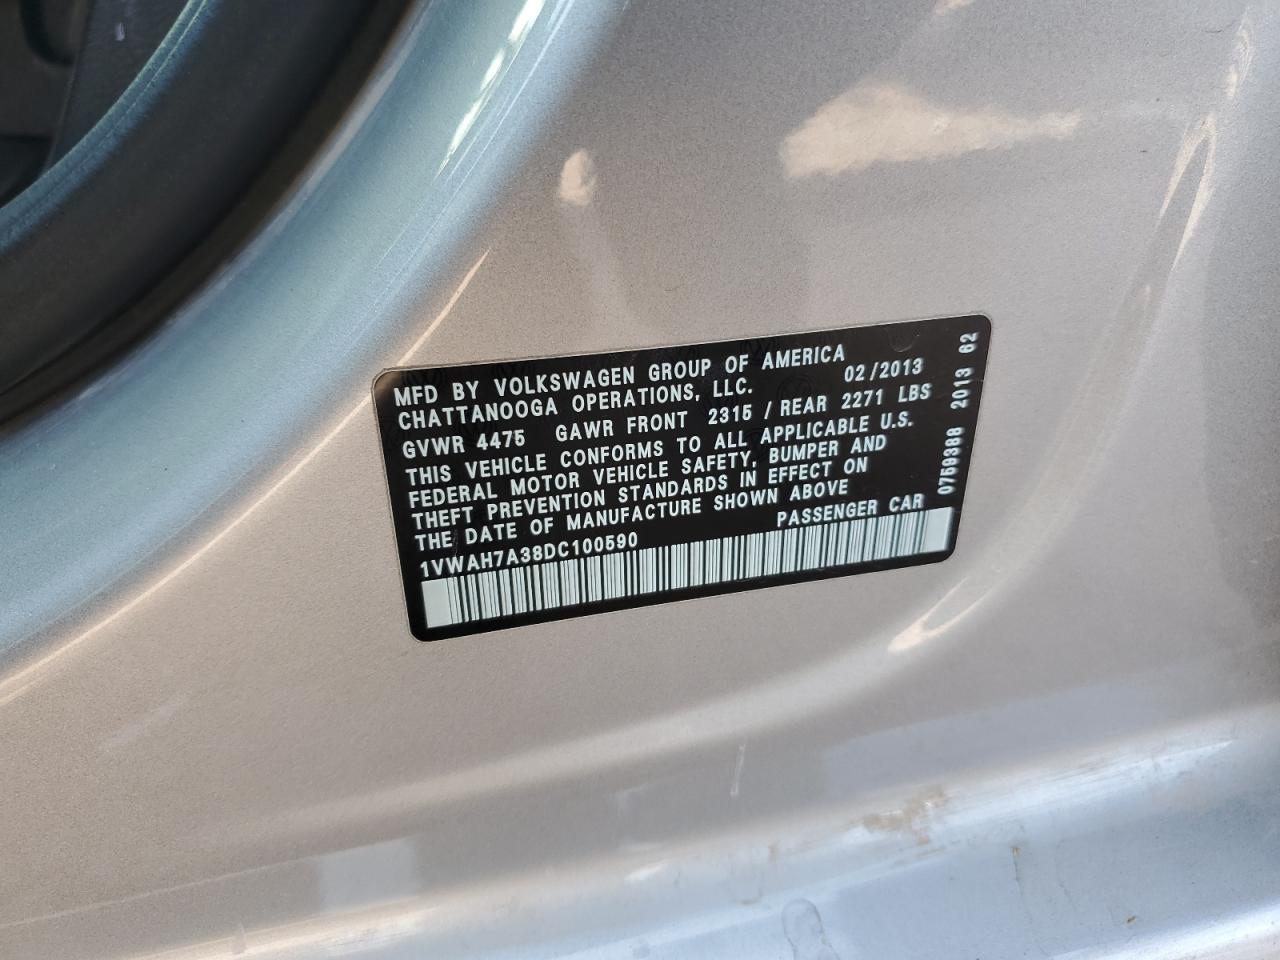 MFD BY VOLKSWAGEN GROUP OF AMERICA
CHATTANOOGA OPERATIONS, LLC. 02/2013
GVWR 4475 GAWR FRONT 2315 / REAR 2271 LBS
THIS VEHICLE CONFORMS TO ALL APPLICABLE U.S.
FEDERAL MOTOR VEHICLE SAFETY, BUMPER AND
THEFT PREVENTION STANDARDS IN EFFECT ON
THE DATE OF MANUFACTURE SHOWN ABOVE
1VWAH7A38DC100590 PASSENGER CAR
0759388 2013 62